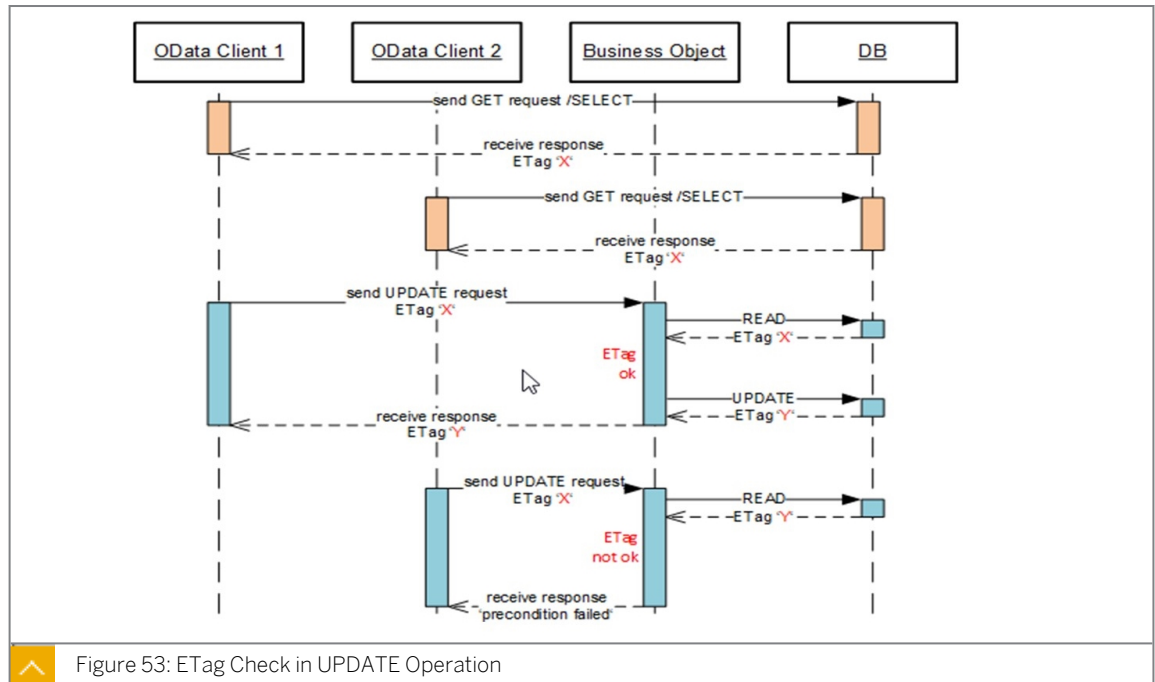 OData Client 1
OData Client 2
Business Object
DB
send GET request /SELECT
receive response
ETag 'X'
send GET request /SELECT
receive response
ETag 'X'
send UPDATE request
ETag 'X'
READ
ETag 'X'
ETag
ok
UPDATE
ETag 'Y'
receive response
ETag 'Y'
send UPDATE request
ETag 'X'
READ
ETag 'Y'
ETag
not ok
receive response
'precondition failed'
Figure 53: ETag Check in UPDATE Operation